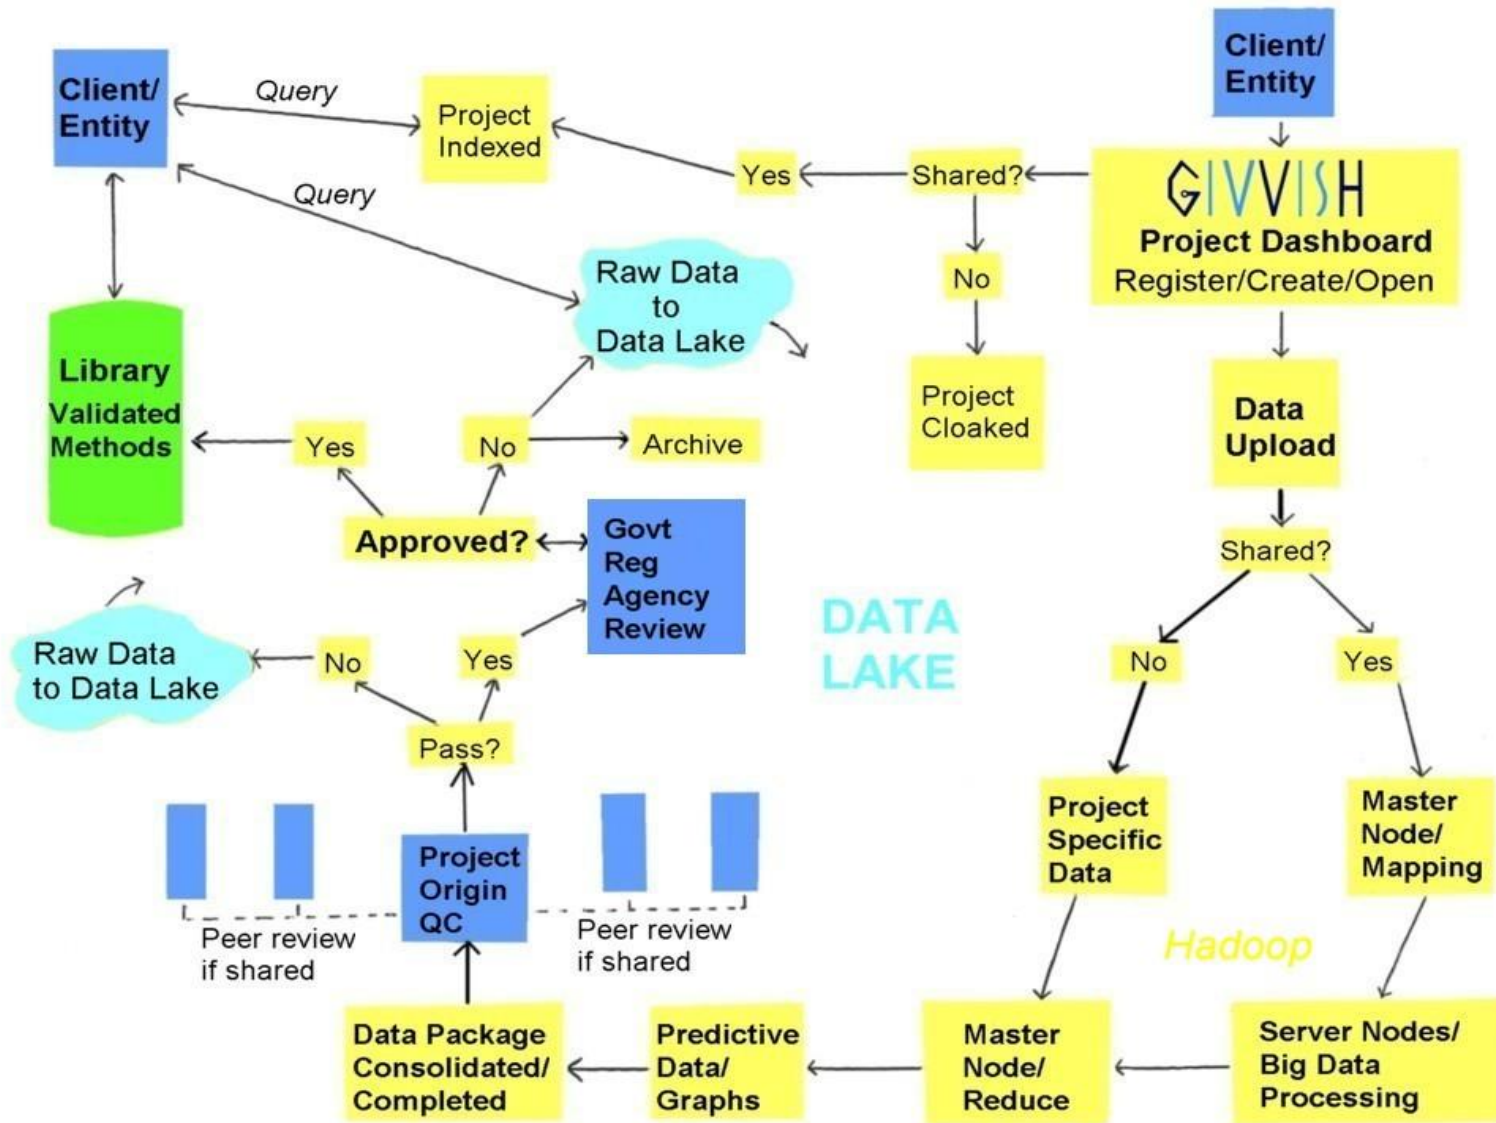 Client/
Entity
Query
Project
Indexed
Yes
Shared?
Client/
Entity
GIVVISH
Project Dashboard
Register/Create/Open
Query
Raw Data
to
Data Lake
No
Project
Cloaked
Library
Validated
Methods
Yes
No
Archive
Data
Upload
Approved?
Govt
Reg
Agency
Review
Shared?
DATA
LAKE
No
Yes
Raw Data
to Data Lake
No
Yes
Pass?
Project
Specific
Data
Master
Node/
Mapping
Project
Origin
QC
Peer review
if shared
Peer review
if shared
Hadoop
Data Package
Consolidated/
Completed
Predictive
Data/
Graphs
Master
Node/
Reduce
Server Nodes/
Big Data
Processing